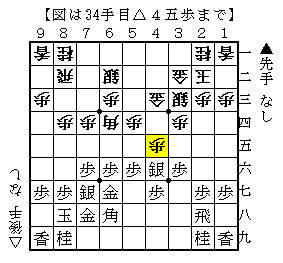 【図は34手目△４五歩まで】
９ ８ ７ ６ ５ ４ ３ ２ １
香 桂 桂 香 一
飛 銀 金 玉 二
歩 歩 金 銀 歩 歩 三
歩 歩 角 歩 歩 四
歩 五
歩 歩 歩 銀 歩 六
歩 歩 銀 金 歩 歩 歩 七
玉 金 角 飛 八
香 桂 桂 香 九
▲先手 なし
△後手 なし